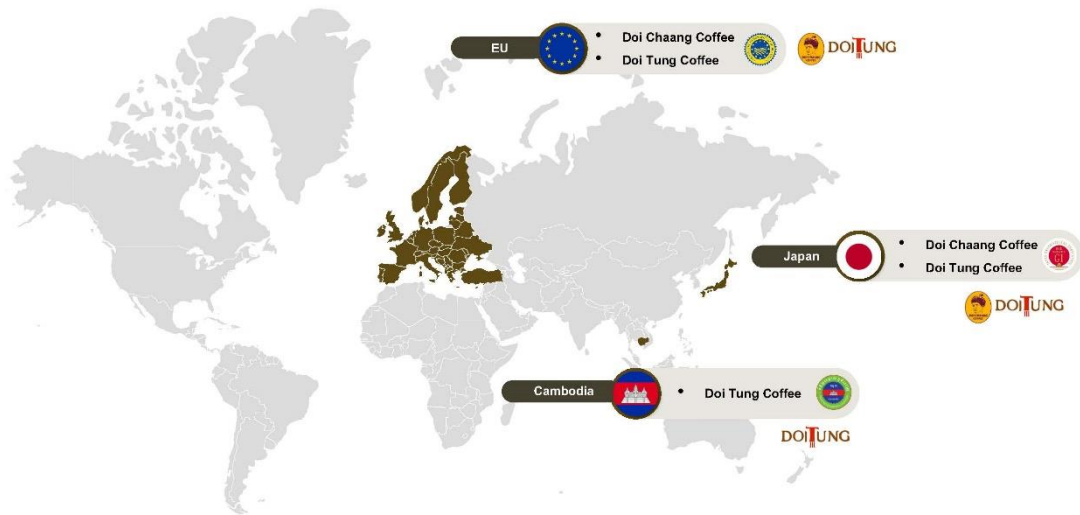 EU
• Doi Chaang Coffee
• Doi Tung Coffee
DOITUNG
Japan
• Doi Chaang Coffee
• Doi Tung Coffee
GI
DOITUNG
Cambodia
• Doi Tung Coffee
DOITUNG